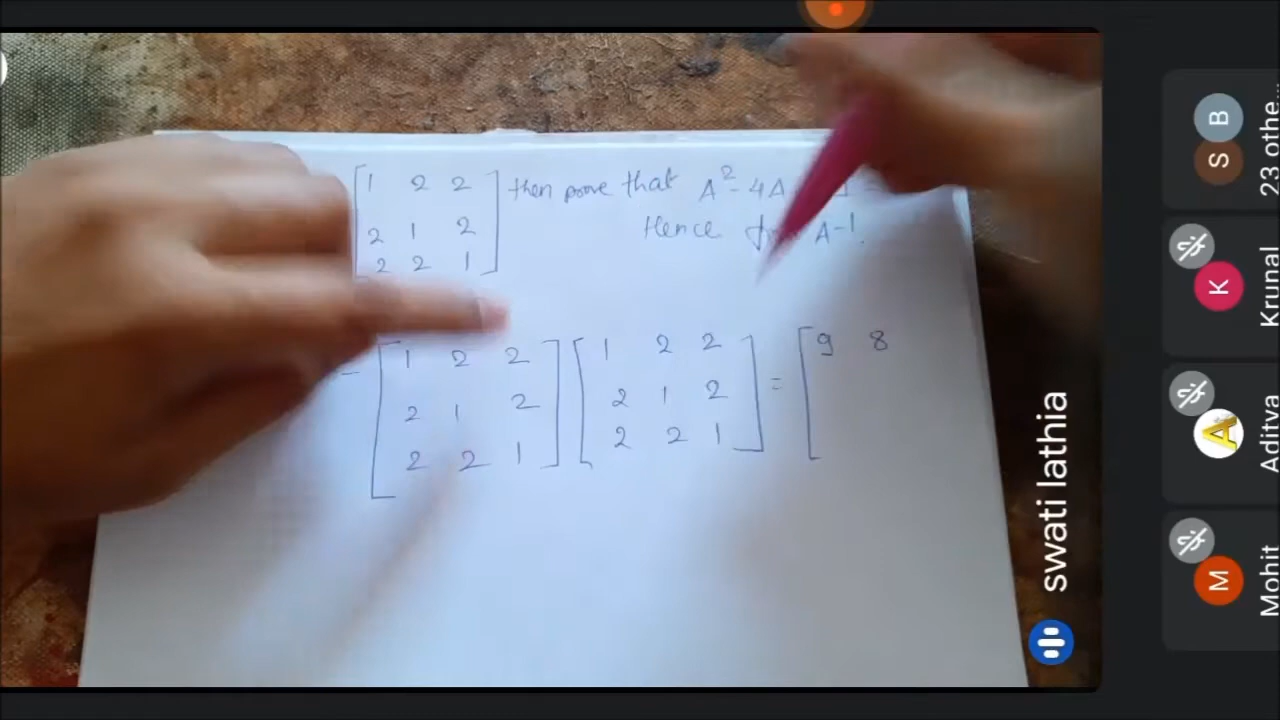 1 2 2 then prove that A² - 4A
2 1 2 Hence A-1.
2 2 1
1 2 2 1 2 2 = 9 8
2 1 2 2 1 2
2 2 1 2 2 1
swati lathia
S B
23 othe...
K
Krunal
A
Aditva
M
Mohit